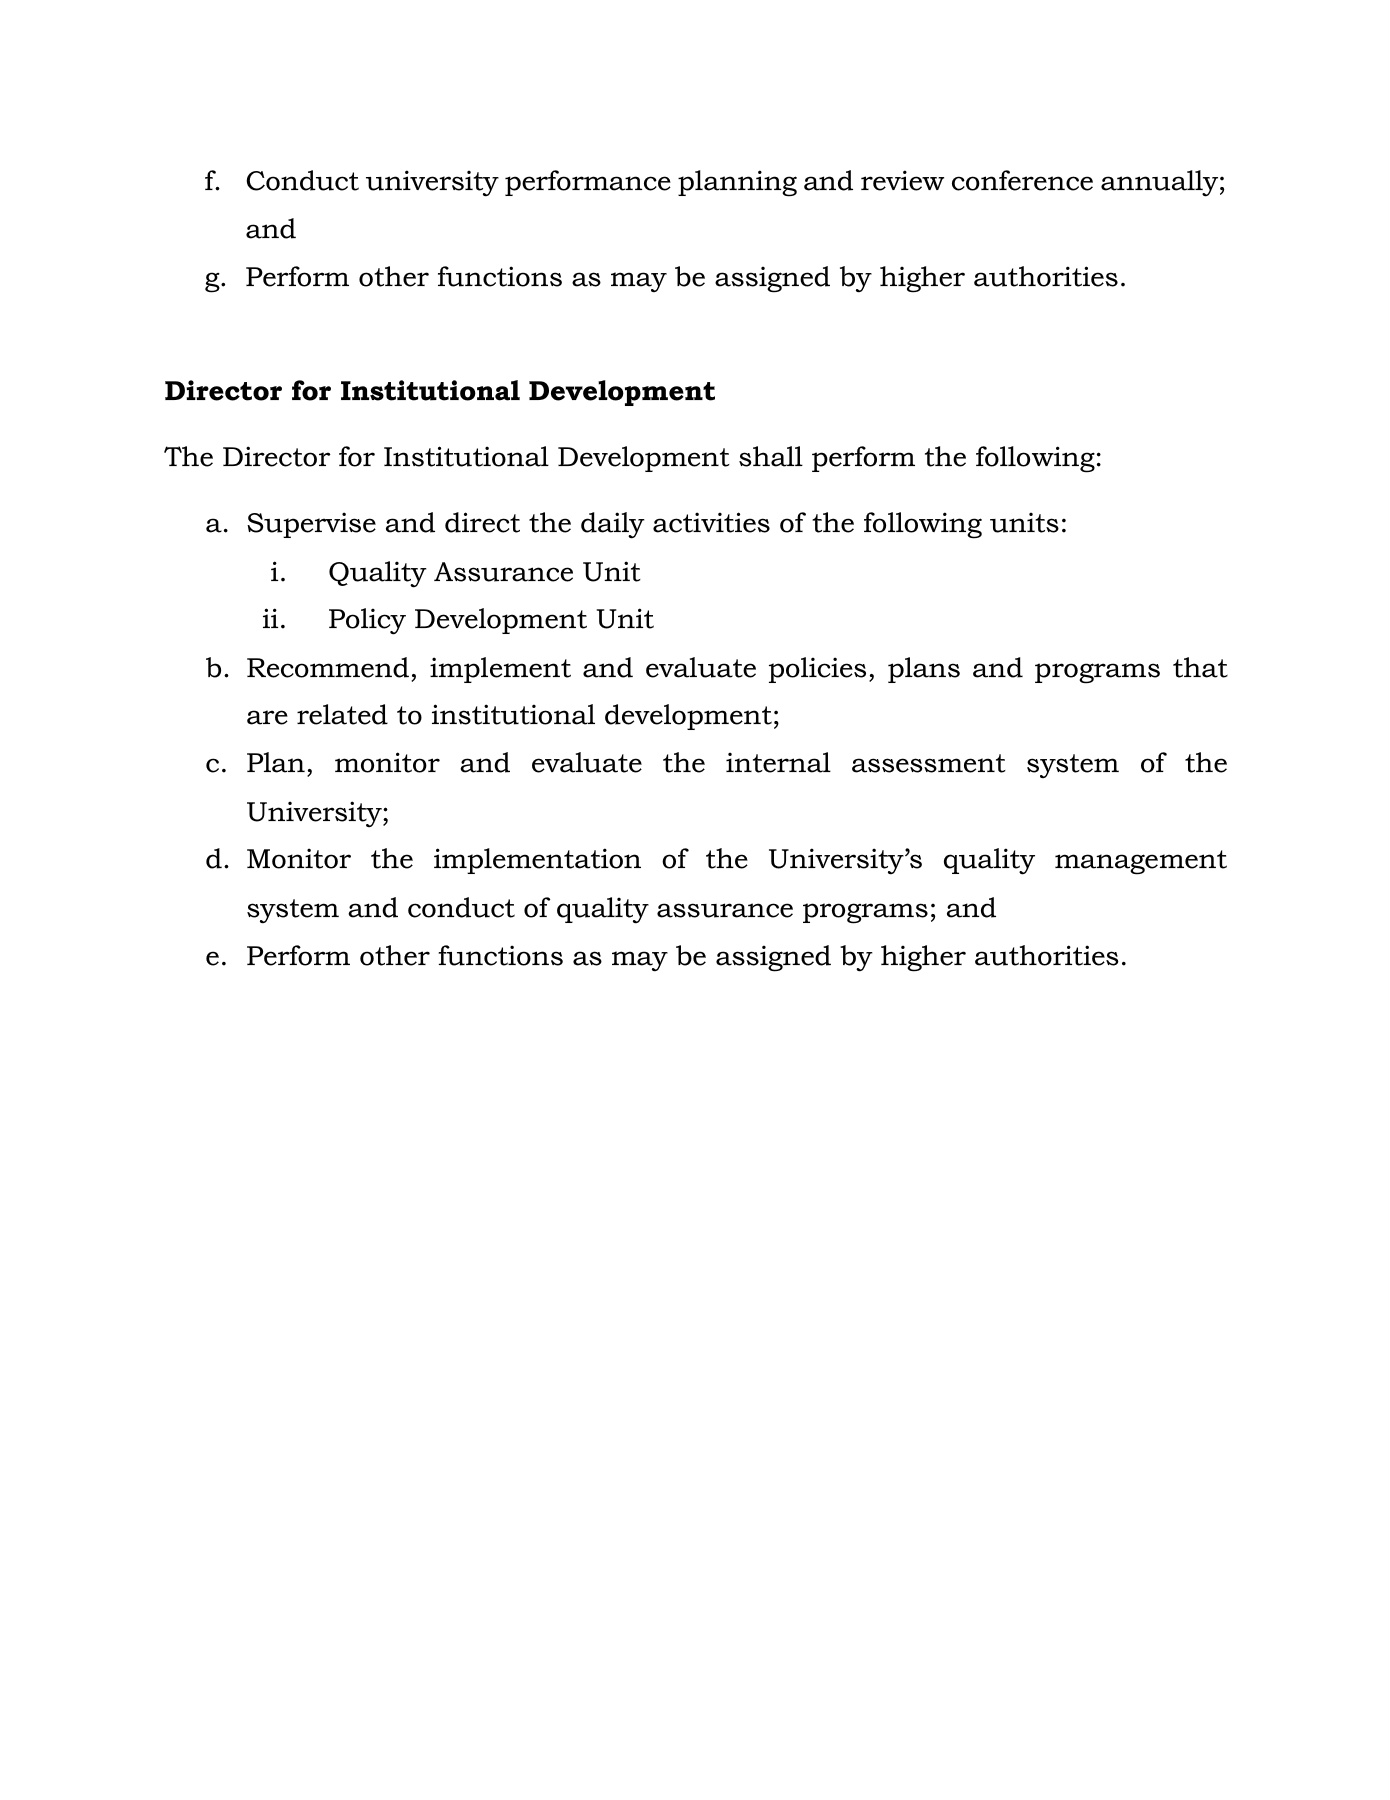 f. Conduct university performance planning and review conference annually;
and
g. Perform other functions as may be assigned by higher authorities.
Director for Institutional Development
The Director for Institutional Development shall perform the following:
a. Supervise and direct the daily activities of the following units:
i. Quality Assurance Unit
ii. Policy Development Unit
b. Recommend, implement and evaluate policies, plans and programs that
are related to institutional development;
c. Plan, monitor and evaluate the internal assessment system of the
University;
d. Monitor the implementation of the University’s quality management
system and conduct of quality assurance programs; and
e. Perform other functions as may be assigned by higher authorities.